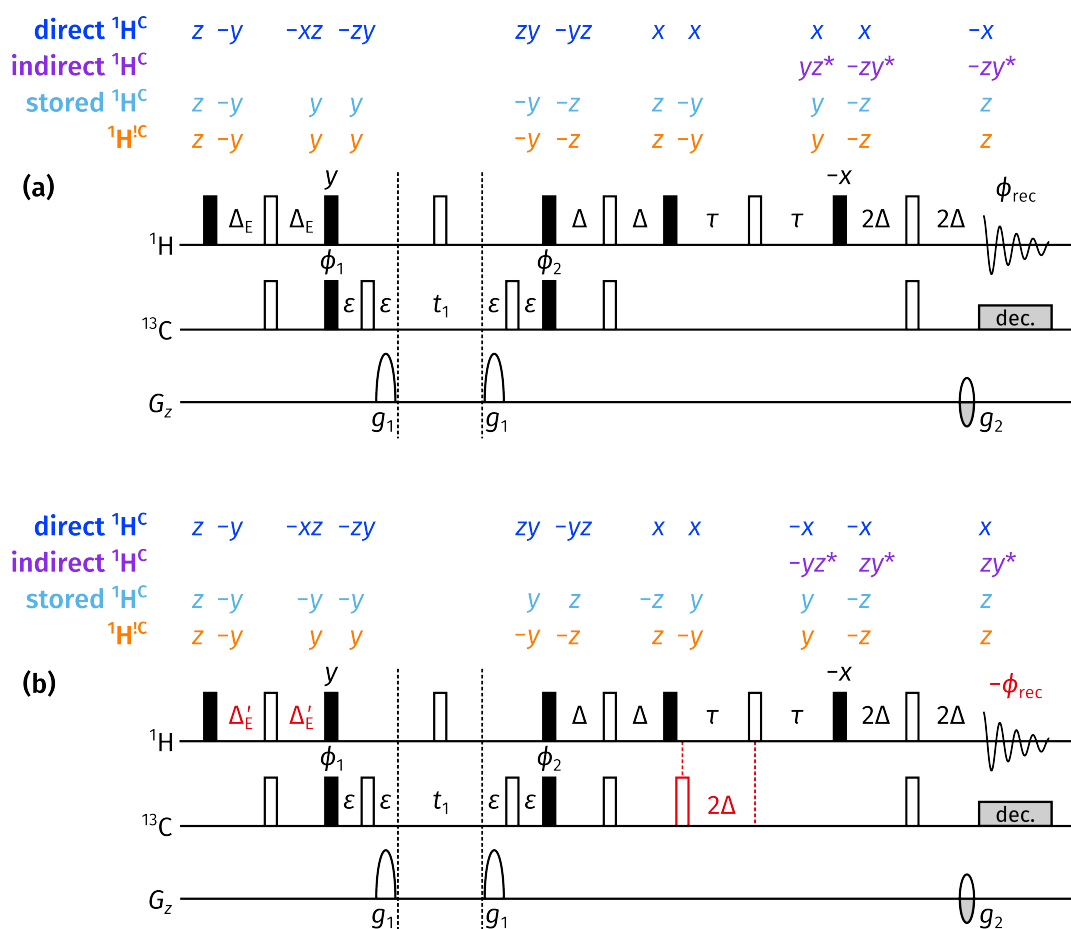 direct ¹Hᶜ z −y −xz −zy zy −yz x x x x −x
indirect ¹Hᶜ yz* −zy* −zy*
stored ¹Hᶜ z −y y y −y −z z −y y −z z
¹H^!C z −y y y −y −z z −y y −z z
(a) y −x ϕrec
¹H Δ_E Δ_E Δ Δ τ τ 2Δ 2Δ
ϕ₁ ϕ₂
¹³C ε ε t₁ ε ε dec.
G_z g₁ g₁ g₂
direct ¹Hᶜ z −y −xz −zy zy −yz x x −x −x x
indirect ¹Hᶜ −yz* zy* zy*
stored ¹Hᶜ z −y −y −y y z −z y y −z z
¹H^!C z −y y y −y −z z −y y −z z
(b) y −x −ϕrec
¹H Δ′_E Δ′_E Δ Δ τ τ 2Δ 2Δ
ϕ₁ ϕ₂
¹³C ε ε t₁ ε ε 2Δ dec.
G_z g₁ g₁ g₂